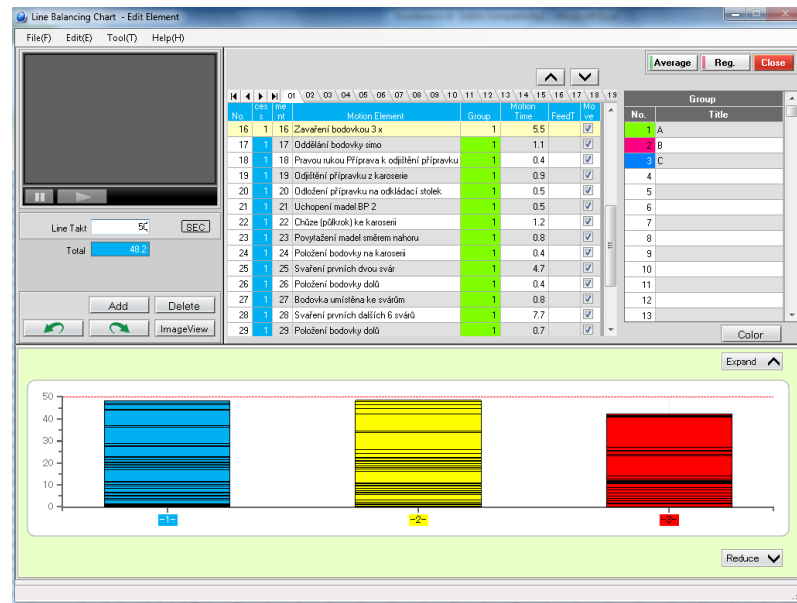 Line Balancing Chart - Edit Element
File(F) Edit(E) Tool(T) Help(H)
Average Reg. Close
01 02 03 04 05 06 07 08 09 10 11 12 13 14 15 16 17 18 19
No. ces s me nt Motion Element Group Motion Time FeedT Mo ve
16 1 16 Zavaření bodovkou 3 x 1 5.5
17 1 17 Oddělání bodovky simo 1 1.1
18 1 18 Pravou rukou Příprava k odjištění přípravku 1 0.4
19 1 19 Odjištění přípravku z karoserie 1 0.9
20 1 20 Odložení přípravku na odkládací stolek 1 0.5
21 1 21 Uchopení madel BP 2 1 0.5
22 1 22 Chůze (půlkrok) ke karoserii 1 1.2
23 1 23 Povytažení madel směrem nahoru 1 0.8
24 1 24 Položení bodovky na karoserii 1 0.4
25 1 25 Svaření prvních dvou svár 1 4.7
26 1 26 Položení bodovky dolů 1 0.4
27 1 27 Bodovka umístěna ke svárům 1 0.8
28 1 28 Svaření prvních dalších 6 svárů 1 7.7
29 1 29 Položení bodovky dolů 1 0.7
Group
No. Title
1 A
2 B
3 C
4
5
6
7
8
9
10
11
12
13
Color
Line Takt 50 SEC
Total 48.2
Add Delete
ImageView
Expand
50
40
30
20
10
0
-1- -2- -3-
Reduce